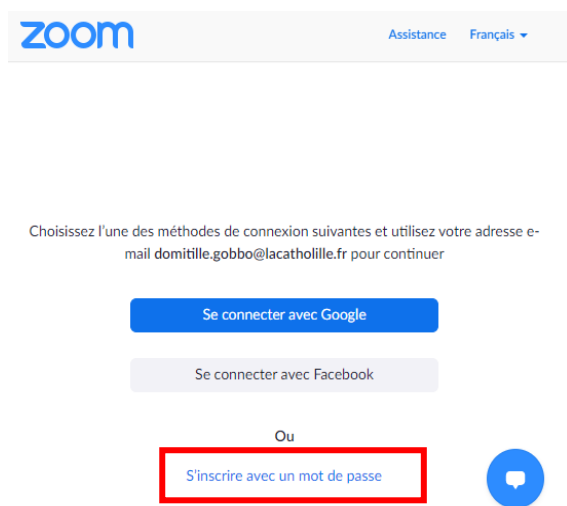 zoom Assistance Français
Choisissez l'une des méthodes de connexion suivantes et utilisez votre adresse e-
mail domitille.gobbo@lacatholille.fr pour continuer
Se connecter avec Google
Se connecter avec Facebook
Ou
S'inscrire avec un mot de passe